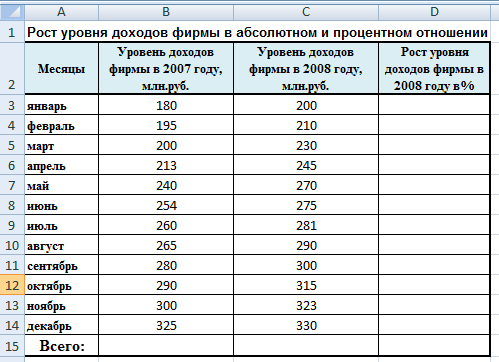 A B C D
1 Рост уровня доходов фирмы в абсолютном и процентном отношении
2 Месяцы Уровень доходов фирмы в 2007 году, млн.руб. Уровень доходов фирмы в 2008 году, млн.руб. Рост уровня доходов фирмы в 2008 году в%
3 январь 180 200
4 февраль 195 210
5 март 200 230
6 апрель 213 245
7 май 240 270
8 июнь 254 275
9 июль 260 281
10 август 265 290
11 сентябрь 280 300
12 октябрь 290 315
13 ноябрь 300 323
14 декабрь 325 330
15 Всего: